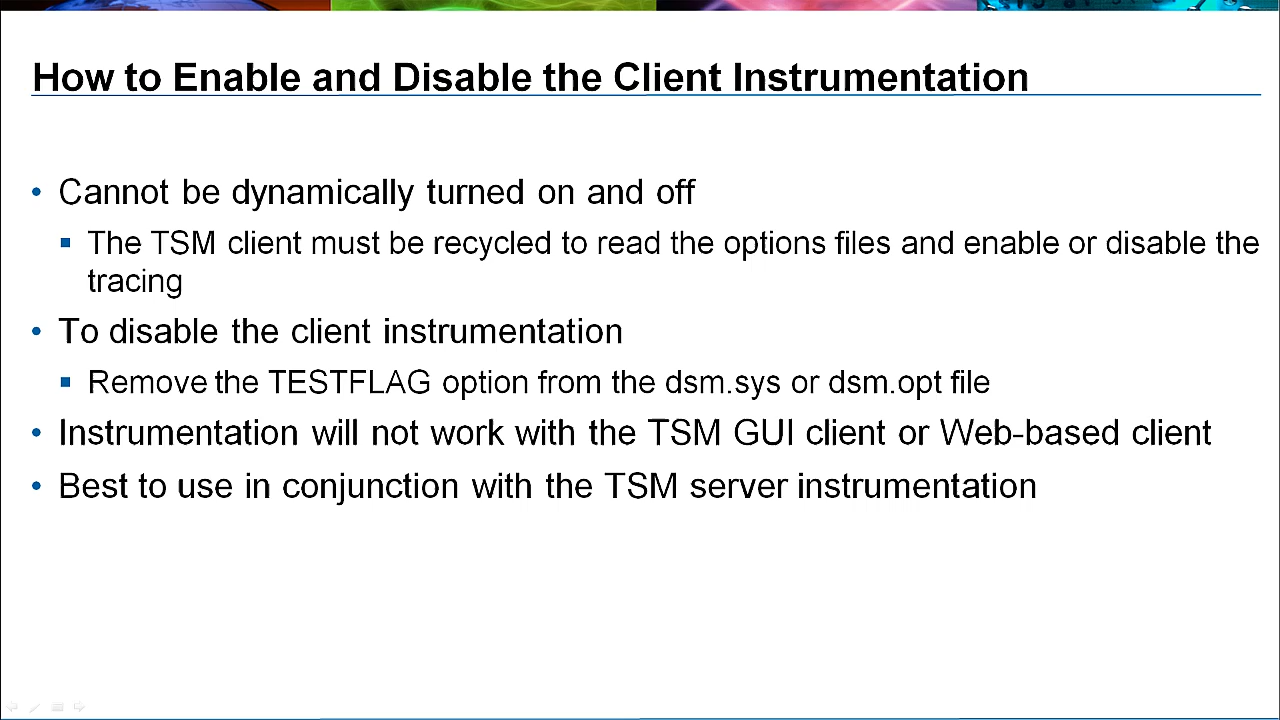 How to Enable and Disable the Client Instrumentation
• Cannot be dynamically turned on and off
▪ The TSM client must be recycled to read the options files and enable or disable the
tracing
• To disable the client instrumentation
▪ Remove the TESTFLAG option from the dsm.sys or dsm.opt file
• Instrumentation will not work with the TSM GUI client or Web-based client
• Best to use in conjunction with the TSM server instrumentation